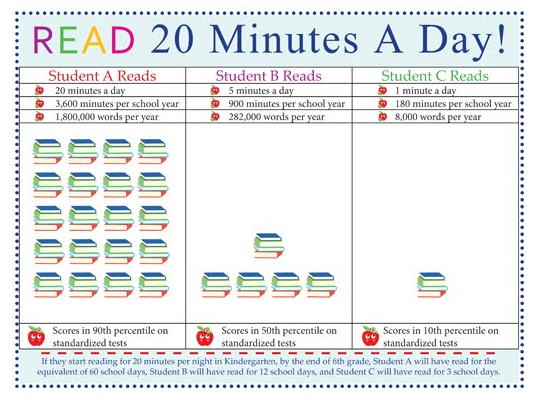 READ 20 Minutes A Day!
Student A Reads
20 minutes a day
3,600 minutes per school year
1,800,000 words per year
Student B Reads
5 minutes a day
900 minutes per school year
282,000 words per year
Student C Reads
1 minute a day
180 minutes per school year
8,000 words per year
Scores in 90th percentile on
standardized tests
Scores in 50th percentile on
standardized tests
Scores in 10th percentile on
standardized tests
If they start reading for 20 minutes per night in Kindergarten, by the end of 6th grade, Student A will have read for the
equivalent of 60 school days, Student B will have read for 12 school days, and Student C will have read for 3 school days.